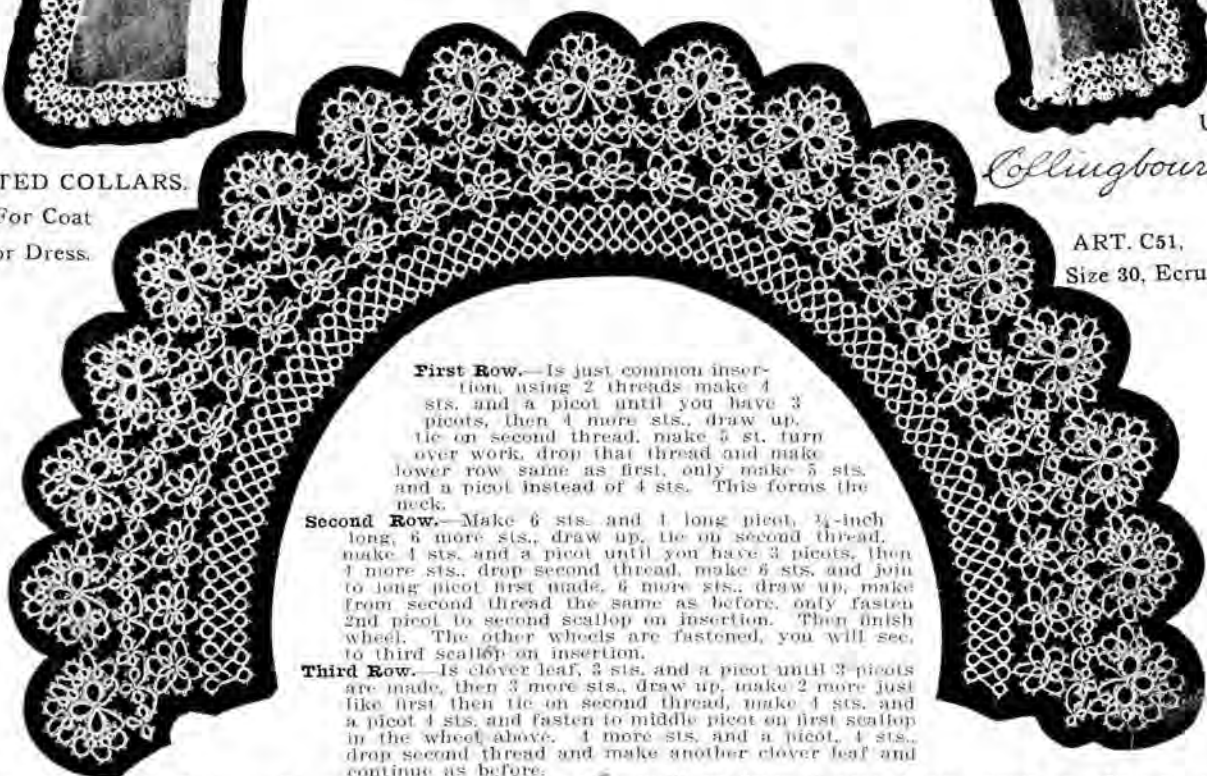 TED COLLARS.
For Coat
or Dress.
U
Collingbour
ART. C51,
Size 30, Ecru
First Row.—Is just common inser-
tion, using 2 threads make 4
sts. and a picot until you have 3
picots, then 4 more sts., draw up,
tie on second thread, make 5 st. turn
over work, drop that thread and make
lower row same as first, only make 5 sts.
and a picot instead of 4 sts. This forms the
neck.
Second Row.—Make 6 sts. and 1 long picot, ¼-inch
long, 6 more sts., draw up, tie on second thread,
make 4 sts. and a picot until you have 3 picots, then
4 more sts., drop second thread, make 6 sts. and join
to long picot first made, 6 more sts., draw up, make
from second thread the same as before, only fasten
2nd picot to second scallop on insertion. Then finish
wheel. The other wheels are fastened, you will see,
to third scallop on insertion.
Third Row.—Is clover leaf, 3 sts. and a picot until 3 picots
are made, then 3 more sts., draw up, make 2 more just
like first then tie on second thread, make 4 sts. and
a picot 4 sts. and fasten to middle picot on first scallop
in the wheel above. 4 more sts. and a picot, 4 sts.,
drop second thread and make another clover leaf and
continue as before.